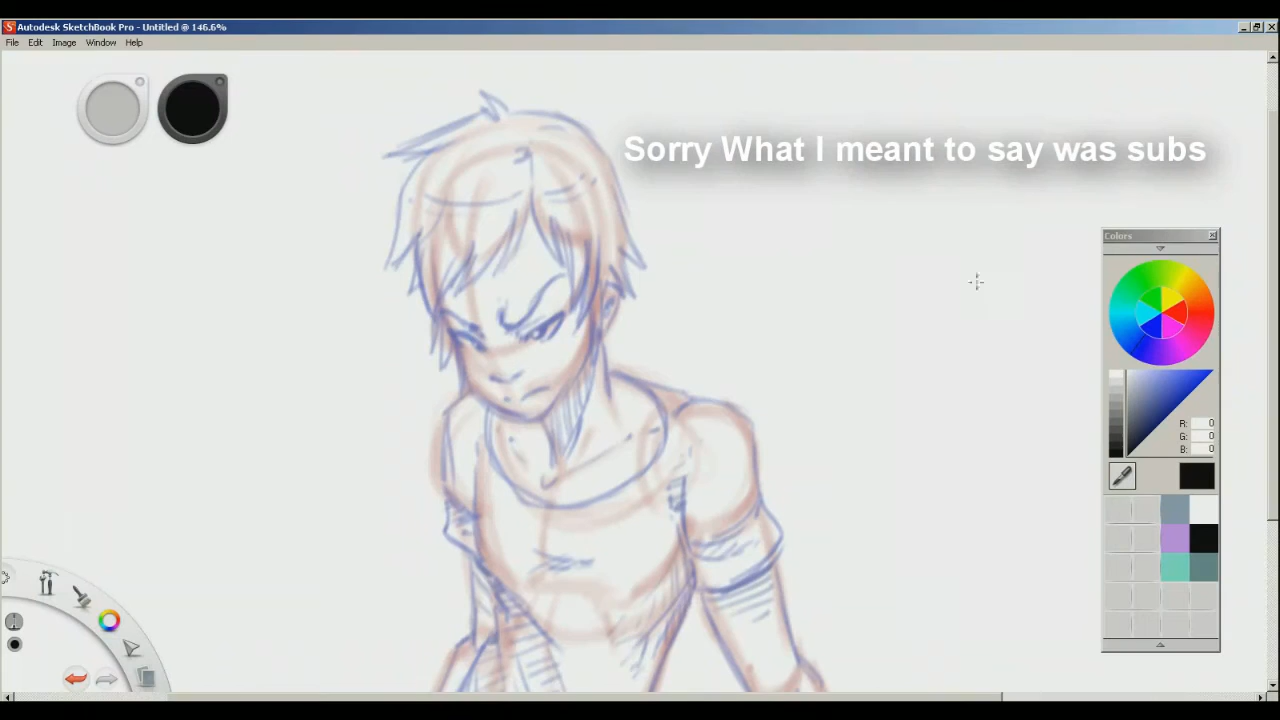 Autodesk SketchBook Pro - Untitled @ 146.6%
File Edit Image Window Help
Sorry What I meant to say was subs
Colors
R: 0
G: 0
B: 0